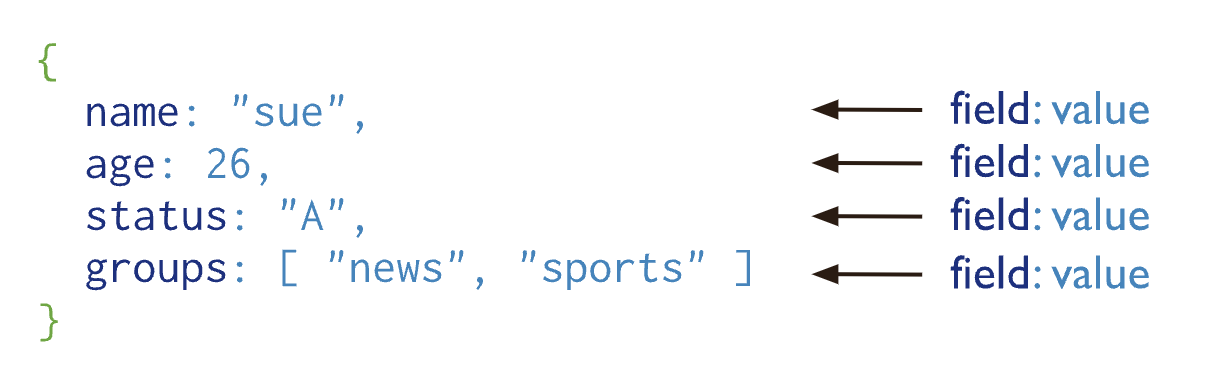 {
name: "sue", field: value
age: 26, field: value
status: "A", field: value
groups: [ "news", "sports" ] field: value
}